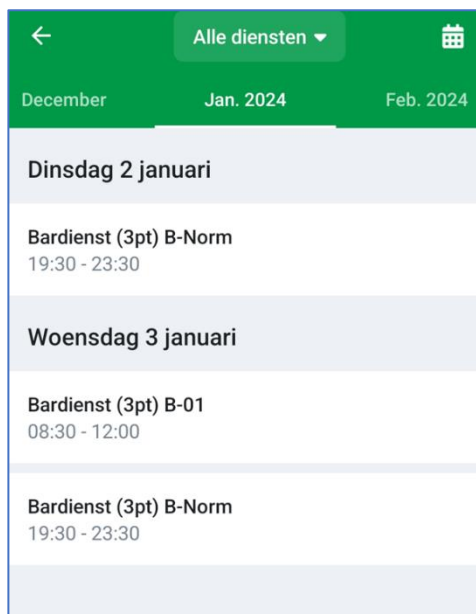 Alle diensten
December
Jan. 2024
Feb. 2024
Dinsdag 2 januari
Bardienst (3pt) B-Norm
19:30 - 23:30
Woensdag 3 januari
Bardienst (3pt) B-01
08:30 - 12:00
Bardienst (3pt) B-Norm
19:30 - 23:30